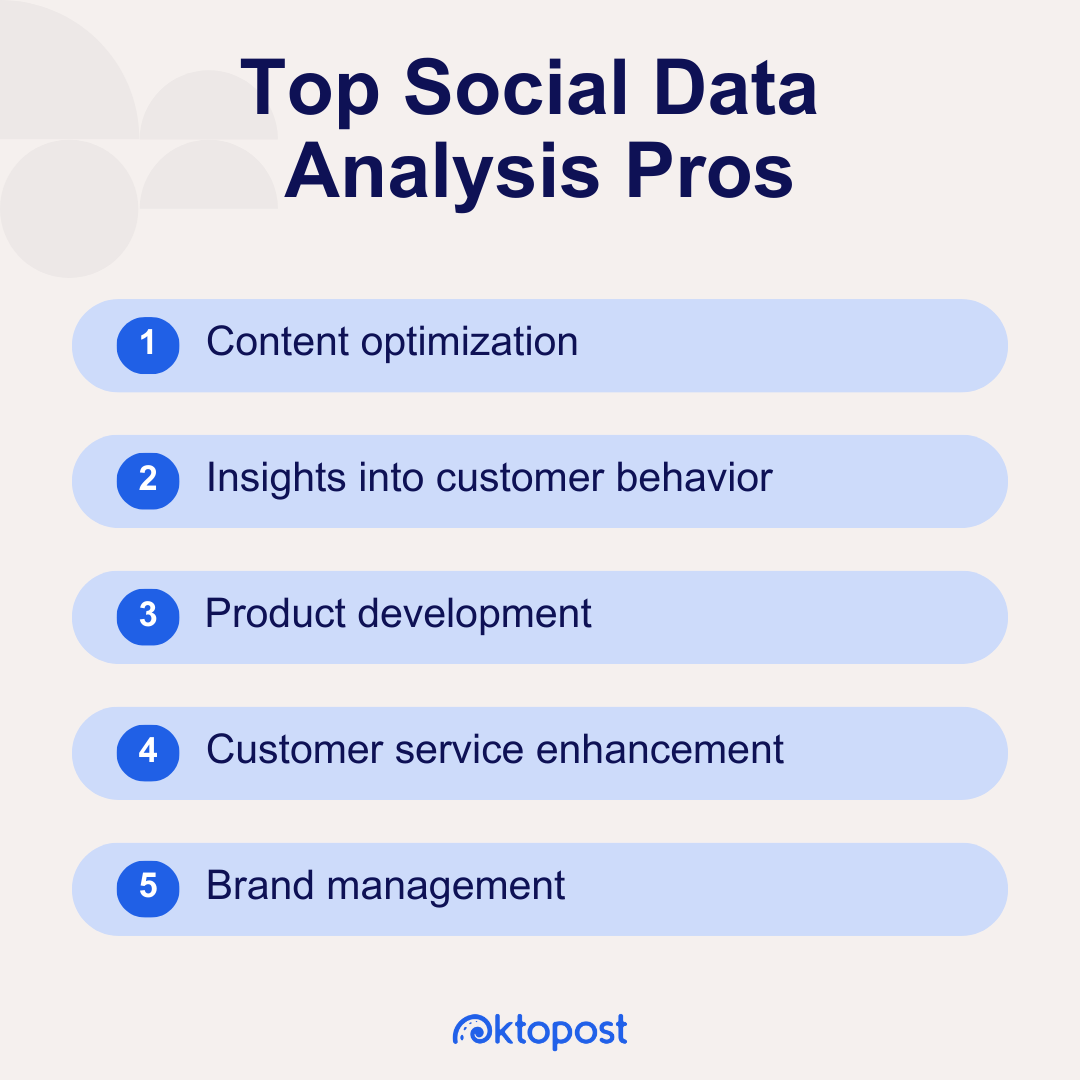 Top Social Data
Analysis Pros
1 Content optimization
2 Insights into customer behavior
3 Product development
4 Customer service enhancement
5 Brand management
Oktopost